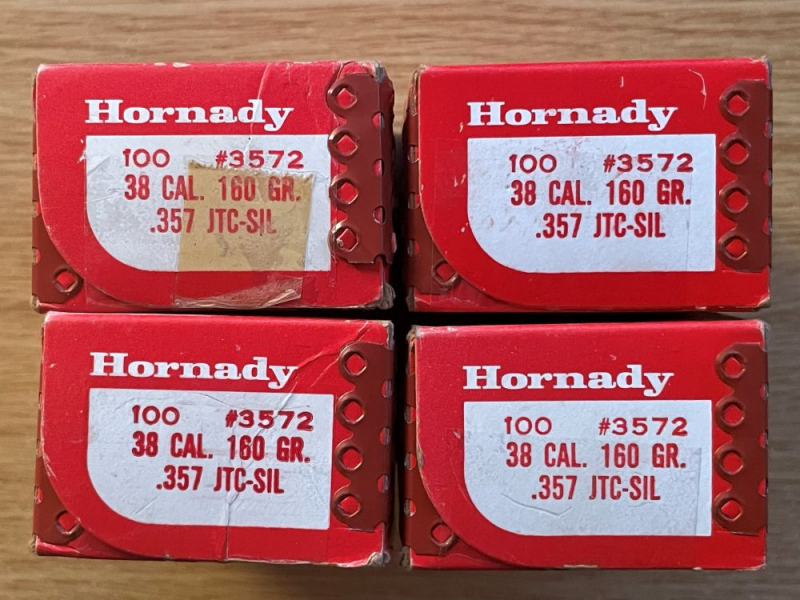 Hornady
100 #3572
38 CAL. 160 GR.
.357 JTC-SIL
Hornady
100 #3572
38 CAL. 160 GR.
.357 JTC-SIL
Hornady
100 #3572
38 CAL. 160 GR.
.357 JTC-SIL
Hornady
100 #3572
38 CAL. 160 GR.
.357 JTC-SIL